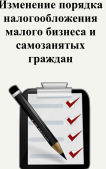 Изменение порядка
налогообложения
малого бизнеса и
самозанятых
граждан